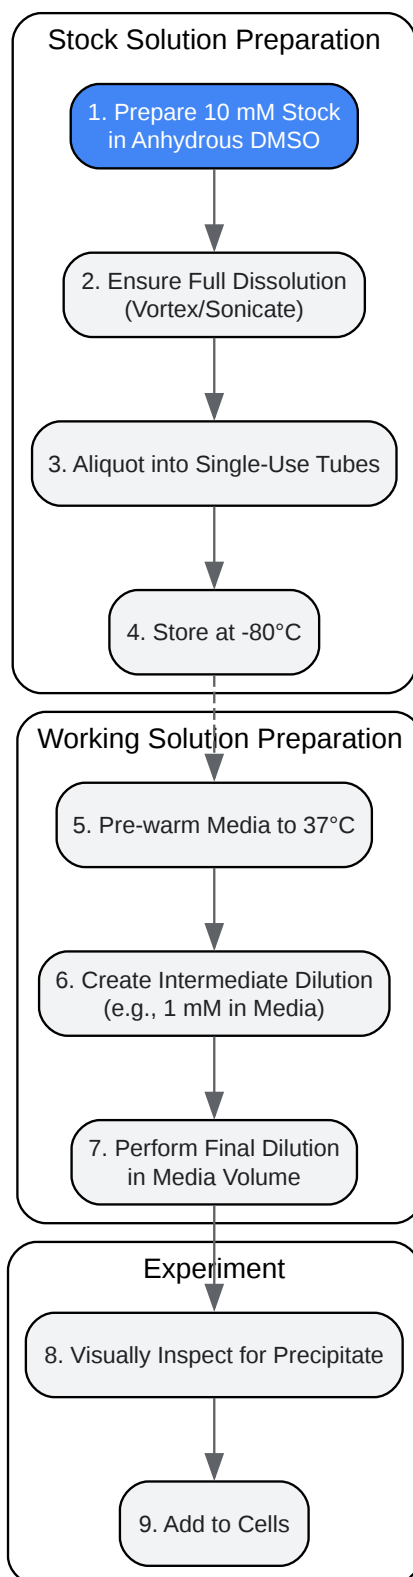 Stock Solution Preparation
1. Prepare 10 mM Stock
in Anhydrous DMSO
2. Ensure Full Dissolution
(Vortex/Sonicate)
3. Aliquot into Single-Use Tubes
4. Store at -80°C
Working Solution Preparation
5. Pre-warm Media to 37°C
6. Create Intermediate Dilution
(e.g., 1 mM in Media)
7. Perform Final Dilution
in Media Volume
Experiment
8. Visually Inspect for Precipitate
9. Add to Cells